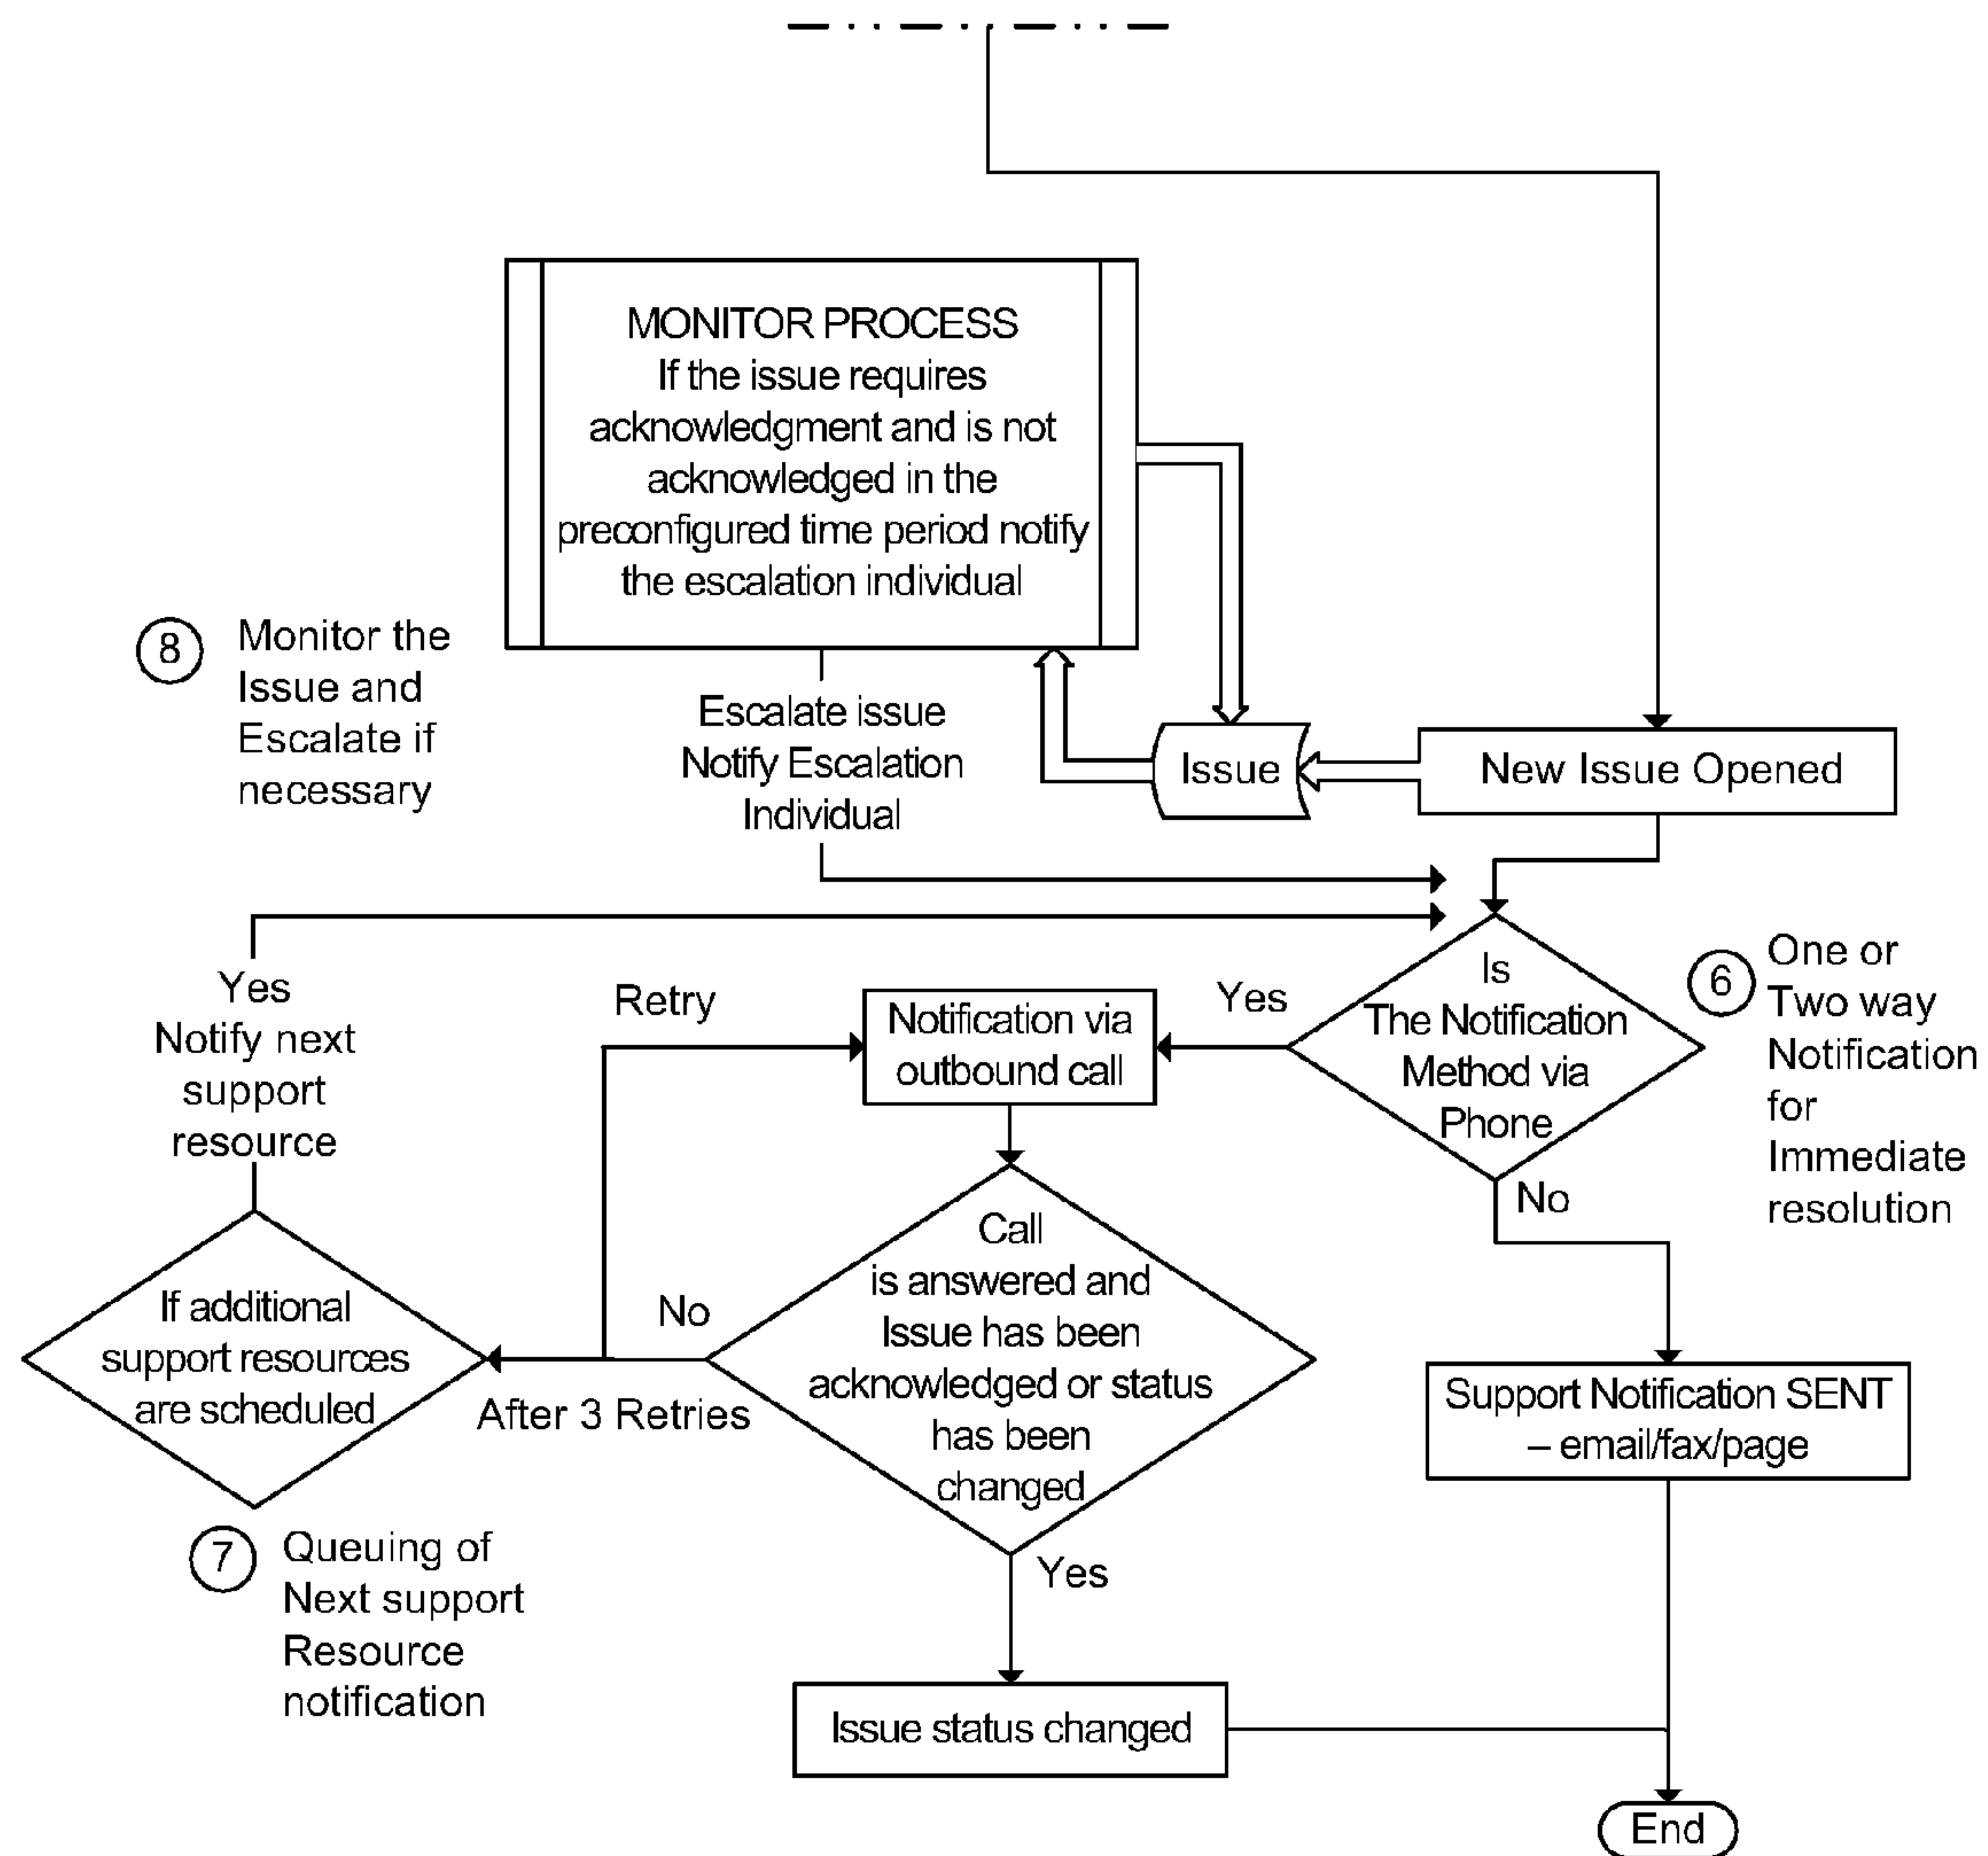 MONITOR PROCESS
If the issue requires
acknowledgment and is not
acknowledged in the
preconfigured time period notify
the escalation individual
8
Monitor the
Issue and
Escalate if
necessary
Escalate issue
Notify Escalation
Individual
Issue
New Issue Opened
Yes
Notify next
support
resource
Retry
Notification via
outbound call
Yes
Is
The Notification
Method via
Phone
6
One or
Two way
Notification
for
Immediate
resolution
No
If additional
support resources
are scheduled
No
After 3 Retries
Call
is answered and
Issue has been
acknowledged or status
has been
changed
Support Notification SENT
– email/fax/page
7
Queuing of
Next support
Resource
notification
Yes
Issue status changed
End